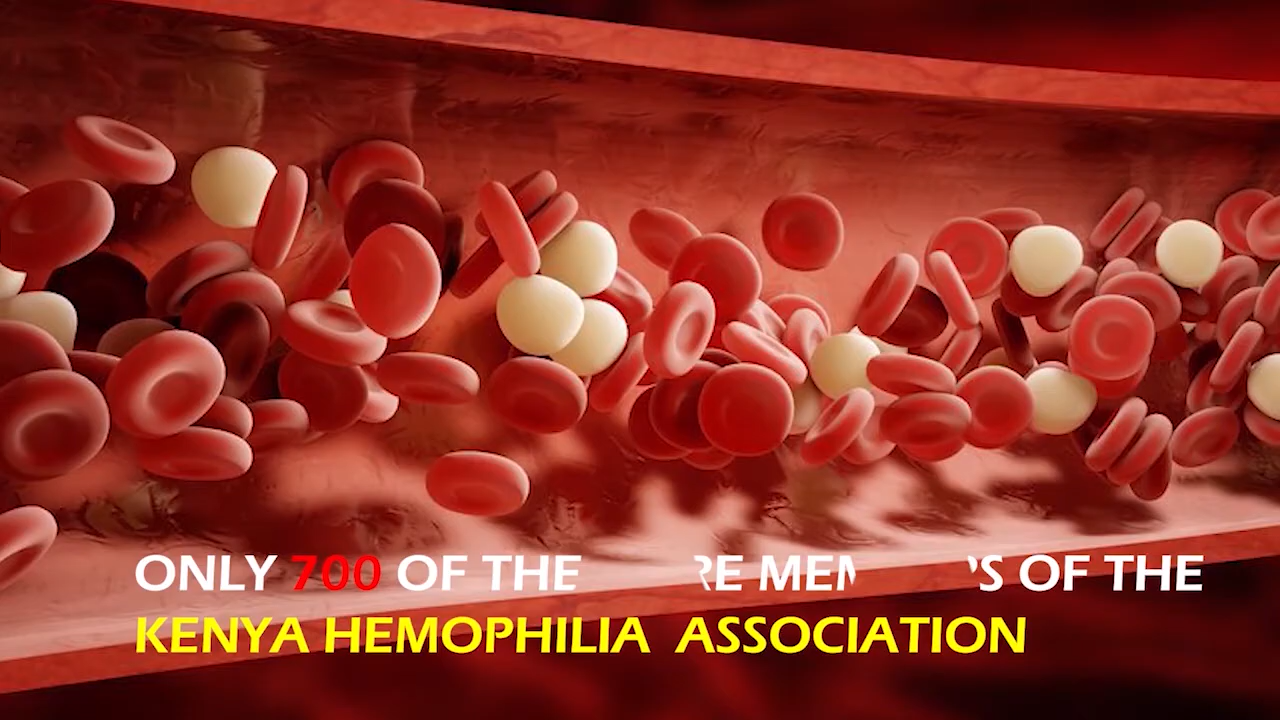 ONLY 700 OF THE OF THE
KENYA HEMOPHILIA ASSOCIATION